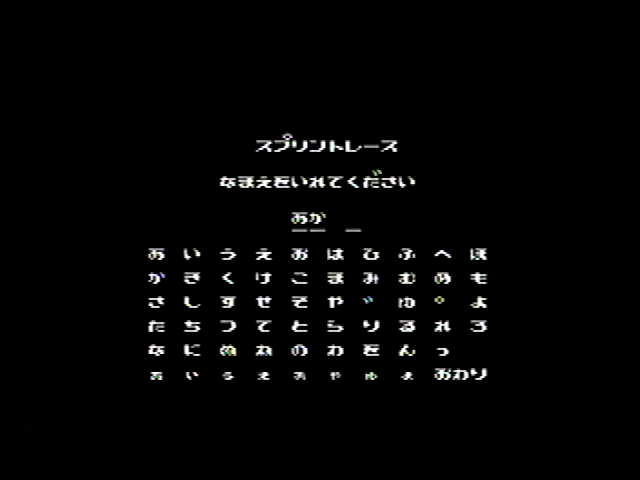 スプリントレース
なまえをいれてください
おか
あ い う え お は ひ ふ へ ほ
か き く け こ ま み む め も
さ し す せ そ や ゛ ゆ ゜ よ
た ち つ て と ら り る れ ろ
な に ぬ ね の わ を ん っ
ぁ ぃ ぅ ぇ ぉ ゃ ゅ ょ おわり